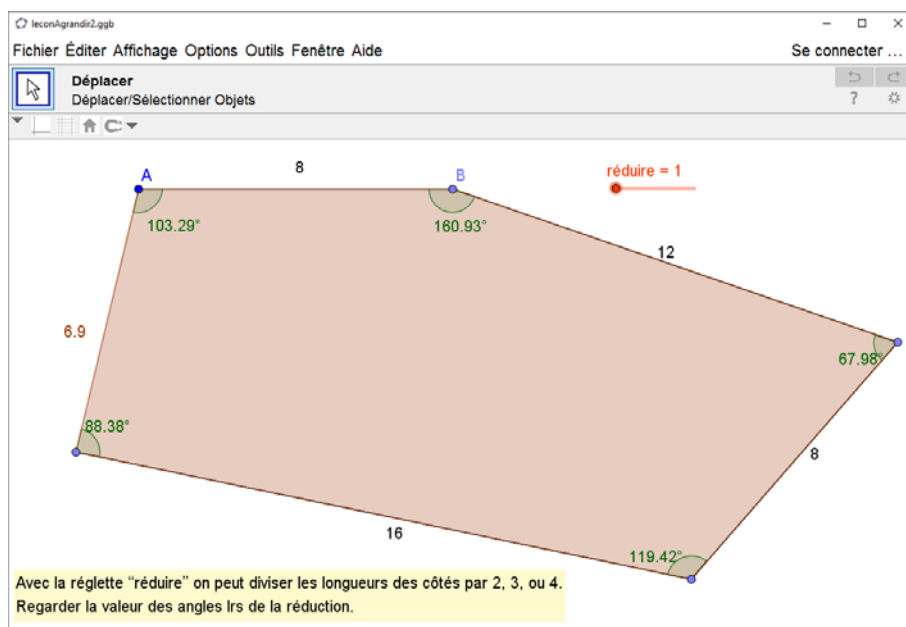 leconAgrandir2.ggb
Fichier Éditer Affichage Options Outils Fenêtre Aide
Se connecter ...
Déplacer
Déplacer/Sélectionner Objets
?
8
A
B
réduire = 1
103.29°
160.93°
12
6.9
67.98°
88.38°
8
16
119.42°
Avec la réglette "réduire" on peut diviser les longueurs des côtés par 2, 3, ou 4.
Regarder la valeur des angles lrs de la réduction.